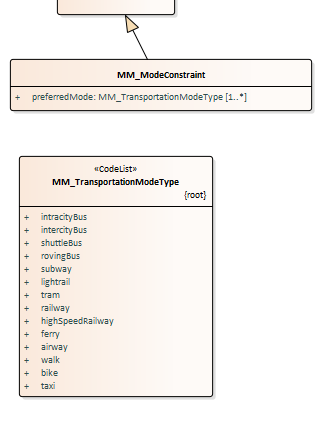 MM_ModeConstraint
+ preferredMode: MM_TransportationModeType [1..*]
«CodeList»
MM_TransportationModeType
{root}
+ intracityBus
+ intercityBus
+ shuttleBus
+ rovingBus
+ subway
+ lightrail
+ tram
+ railway
+ highSpeedRailway
+ ferry
+ airway
+ walk
+ bike
+ taxi